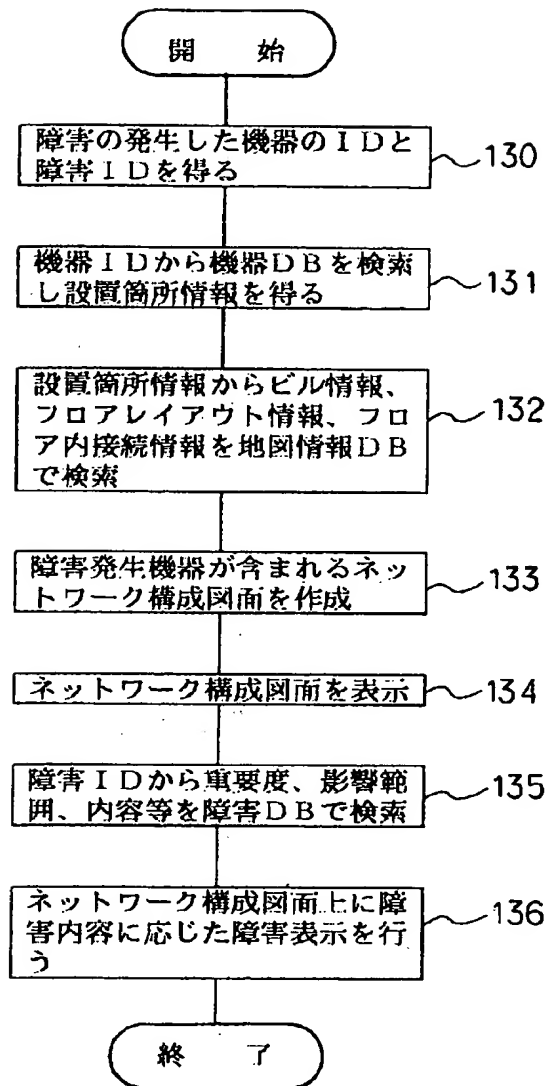 開 始
障害の発生した機器のＩＤと
障害ＩＤを得る
130
機器ＩＤから機器ＤＢを検索
し設置箇所情報を得る
131
設置箇所情報からビル情報、
フロアレイアウト情報、フロ
ア内接続情報を地図情報ＤＢ
で検索
132
障害発生機器が含まれるネッ
トワーク構成図面を作成
133
ネットワーク構成図面を表示
134
障害ＩＤから重要度、影響範
囲、内容等を障害ＤＢで検索
135
ネットワーク構成図面上に障
害内容に応じた障害表示を行
う
136
終 了